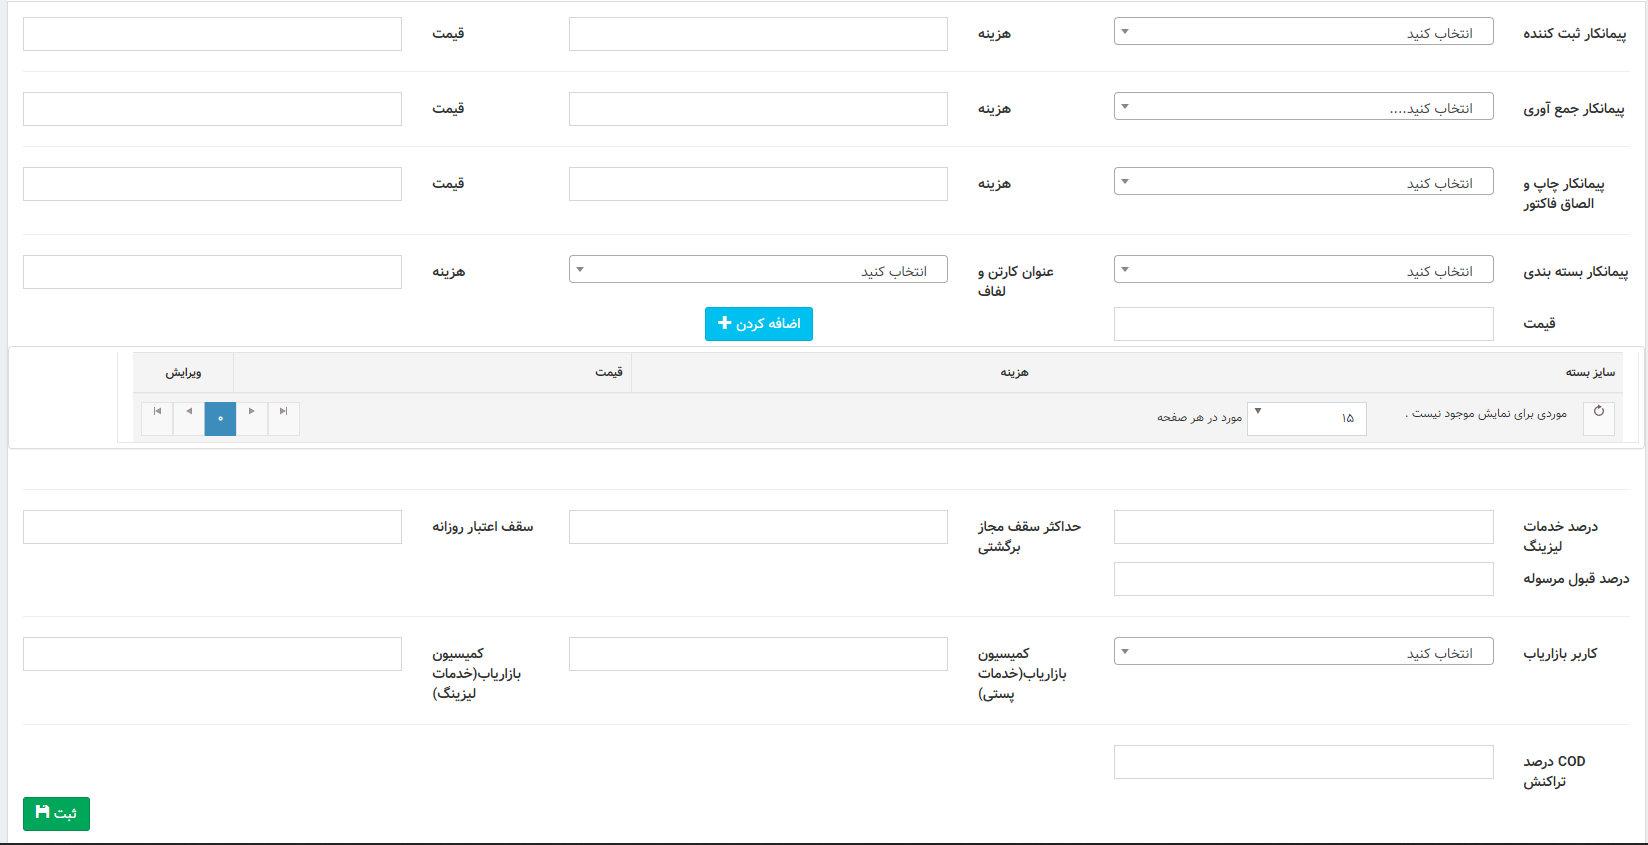 پیمانکار ثبت کننده
انتخاب کنید
هزینه
قیمت
پیمانکار جمع آوری
انتخاب کنید....
هزینه
قیمت
پیمانکار چاپ و
الصاق فاکتور
انتخاب کنید
هزینه
قیمت
پیمانکار بسته بندی
انتخاب کنید
عنوان کارتن و
لفاف
انتخاب کنید
هزینه
قیمت
اضافه کردن
سایز بسته
هزینه
قیمت
ویرایش
موردی برای نمایش موجود نیست .
۱۵
مورد در هر صفحه
۰
درصد خدمات
لیزینگ
حداکثر سقف مجاز
برگشتی
سقف اعتبار روزانه
درصد قبول مرسوله
کاربر بازاریاب
انتخاب کنید
کمیسیون
بازاریاب(خدمات
پستی)
کمیسیون
بازاریاب(خدمات
لیزینگ)
COD درصد
تراکنش
ثبت